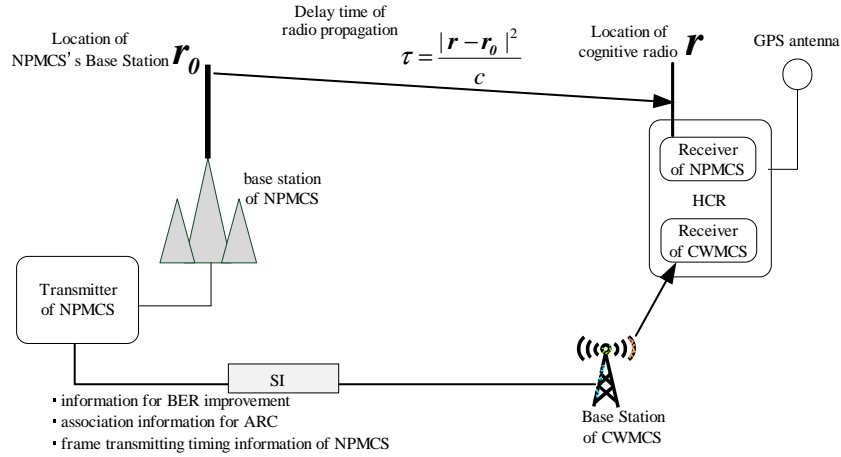 Delay time of
radio propagation
Location of
NPMCS's Base Station r₀
τ = | r − r₀ |² / c
Location of
cognitive radio r
GPS antenna
Receiver
of NPMCS
HCR
Receiver
of CWMCS
base station
of NPMCS
Transmitter
of NPMCS
SI
・information for BER improvement
・association information for ARC
・frame transmitting timing information of NPMCS
Base Station
of CWMCS